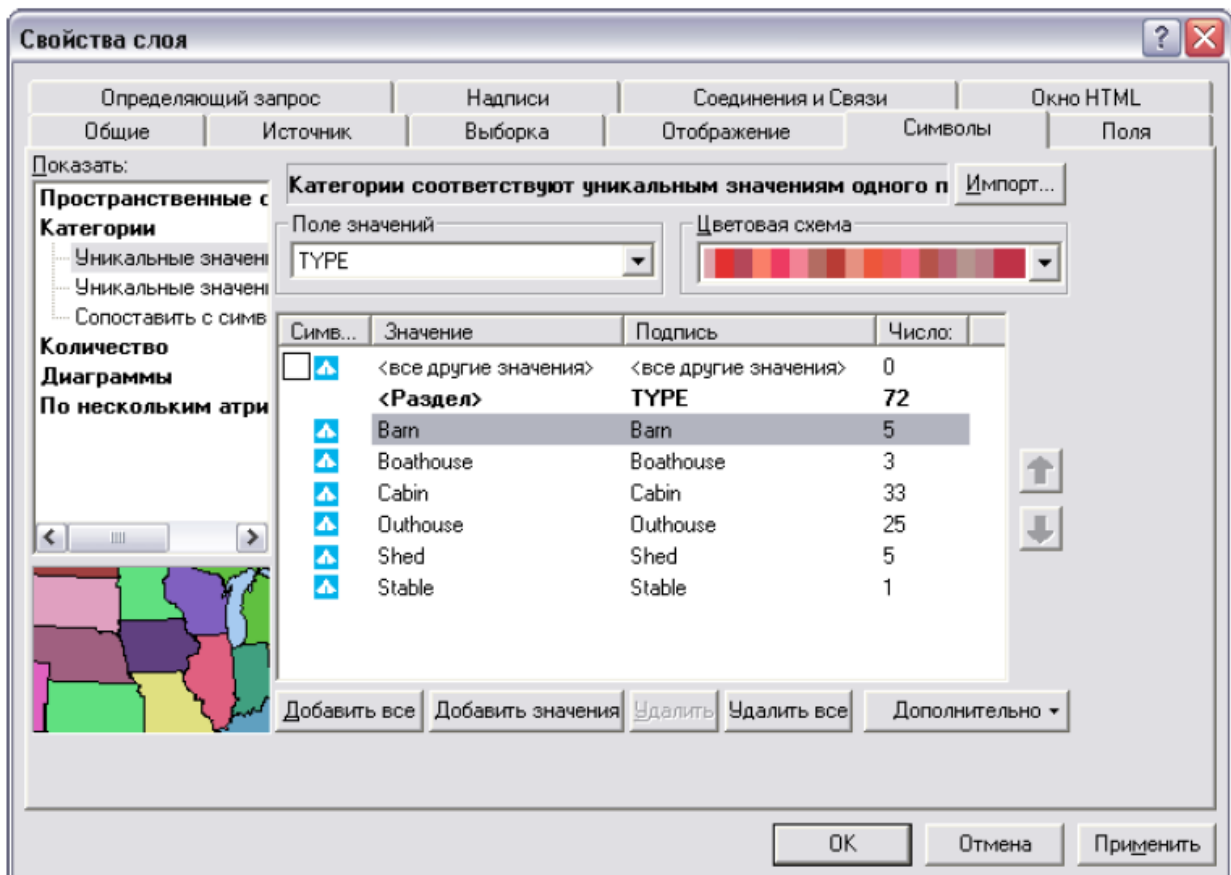 Свойства слоя
Определяющий запрос Надписи Соединения и Связи Окно HTML
Общие Источник Выборка Отображение Символы Поля
Показать:
Пространственные с
Категории
Уникальные значени
Уникальные значени
Сопоставить с симв
Количество
Диаграммы
По нескольким атри
Категории соответствуют уникальным значениям одного п Импорт...
Поле значений Цветовая схема
TYPE
Симв... Значение Подпись Число:
<все другие значения> <все другие значения> 0
<Раздел> TYPE 72
Barn Barn 5
Boathouse Boathouse 3
Cabin Cabin 33
Outhouse Outhouse 25
Shed Shed 5
Stable Stable 1
Добавить все Добавить значения Удалить Удалить все Дополнительно
OK Отмена Применить